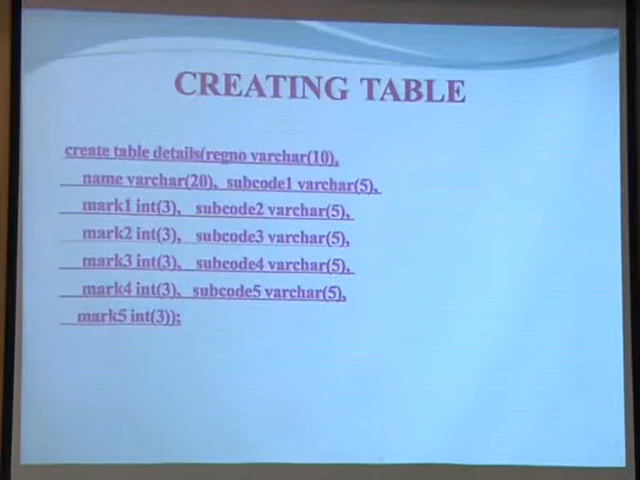 CREATING TABLE
create table details(regno varchar(10),
name varchar(20), subcode1 varchar(5),
mark1 int(3), subcode2 varchar(5),
mark2 int(3), subcode3 varchar(5),
mark3 int(3), subcode4 varchar(5),
mark4 int(3), subcode5 varchar(5),
mark5 int(3));